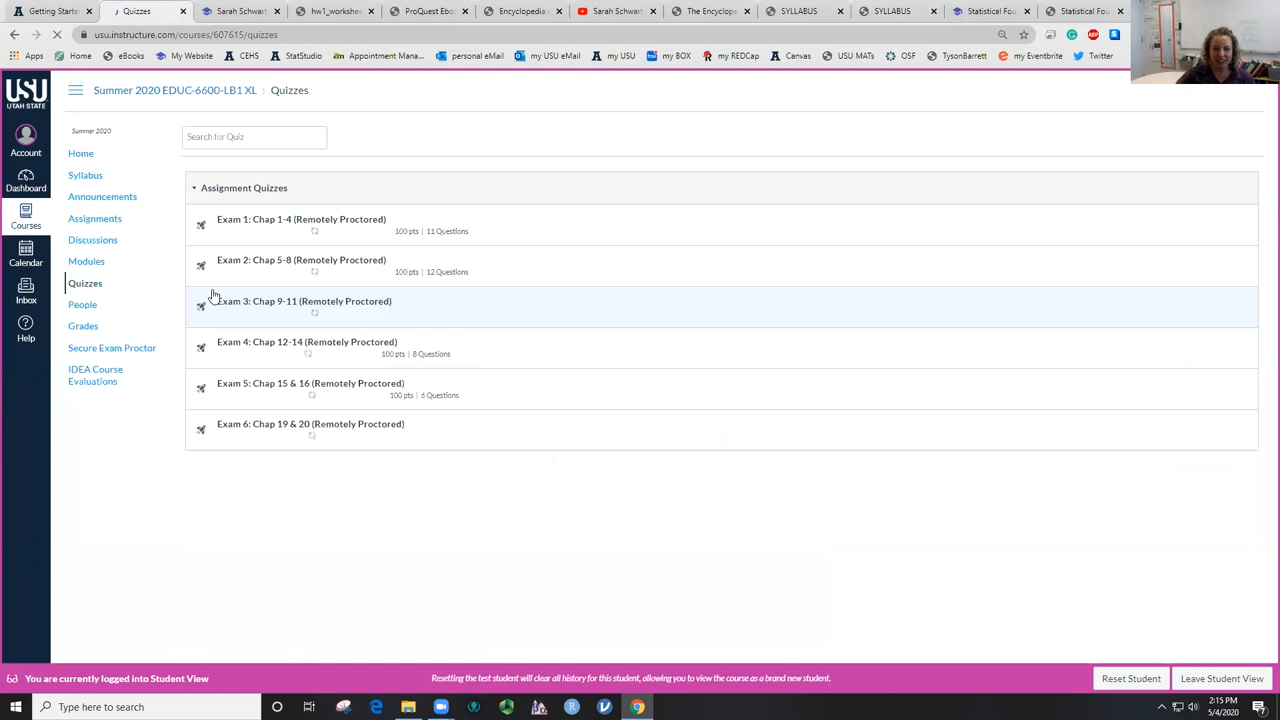 Getting Started
Quizzes
Sarah Schwart
hw1_workshee
ProQuest Ebo
Encyclopedia
Sarah Schwart
The Encyclope
SYLLABUS
SYLLABUS
Statistical Fou
Statistical Foun
usu.instructure.com/courses/607615/quizzes
Apps
Home
eBooks
my Website
CEHS
StatStudio
Appointment Mana...
personal eMail
my USU eMail
my USU
my BOX
my REDCap
Canvas
USU MATs
OSF
TysonBarrett
my Eventbrite
Twitter
USU
UTAH STATE
Account
Dashboard
Courses
Calendar
Inbox
Help
Summer 2020 EDUC-6600-LB1 XL › Quizzes
Summer 2020
Home
Syllabus
Announcements
Assignments
Discussions
Modules
Quizzes
People
Grades
Secure Exam Proctor
IDEA Course
Evaluations
Search for Quiz
Assignment Quizzes
Exam 1: Chap 1-4 (Remotely Proctored)
100 pts | 11 Questions
Exam 2: Chap 5-8 (Remotely Proctored)
100 pts | 12 Questions
Exam 3: Chap 9-11 (Remotely Proctored)
Exam 4: Chap 12-14 (Remotely Proctored)
100 pts | 8 Questions
Exam 5: Chap 15 & 16 (Remotely Proctored)
100 pts | 6 Questions
Exam 6: Chap 19 & 20 (Remotely Proctored)
You are currently logged into Student View
Resetting the test student will clear all history for this student, allowing you to view the course as a brand new student.
Reset Student
Leave Student View
Type here to search
2:15 PM
5/4/2020